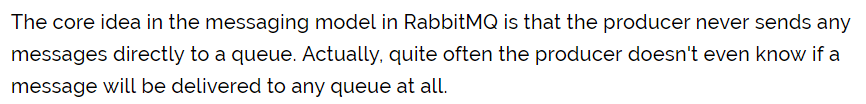 The core idea in the messaging model in RabbitMQ is that the producer never sends any
messages directly to a queue. Actually, quite often the producer doesn't even know if a
message will be delivered to any queue at all.